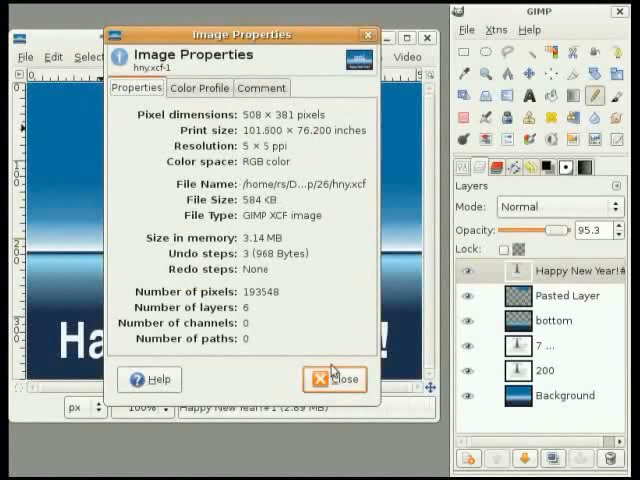 Image Properties
GIMP
File Edit Select
Video
Image Properties
hny.xcf-1
Properties Color Profile Comment
Pixel dimensions: 508 × 381 pixels
Print size: 101.600 × 76.200 inches
Resolution: 5 × 5 ppi
Color space: RGB color
File Name: /home/rs/D...p/26/hny.xcf
File Size: 584 KB
File Type: GIMP XCF image
Size in memory: 3.14 MB
Undo steps: 3 (968 Bytes)
Redo steps: None
Number of pixels: 193548
Number of layers: 6
Number of channels: 0
Number of paths: 0
Help Close
Ha !
px 100% Happy New Year!#1 (2.89 MB)
File Xtns Help
Layers
Mode: Normal
Opacity: 95.3
Lock:
Happy New Year!#
Pasted Layer
bottom
7 ...
200
Background